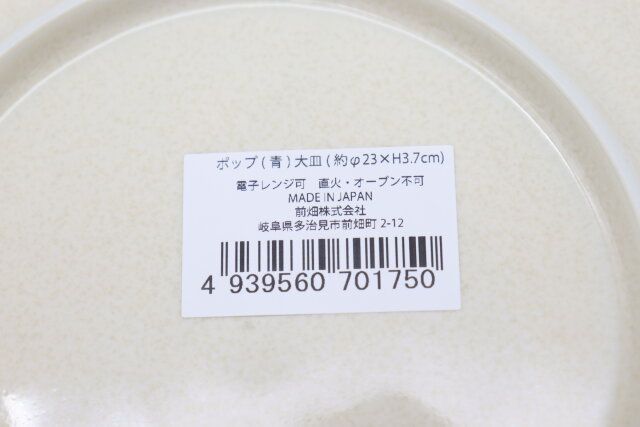 ポップ(青)大皿(約φ23×H3.7cm)
電子レンジ可　直火・オーブン不可
MADE IN JAPAN
前畑株式会社
岐阜県多治見市前畑町2-12
4 939560 701750